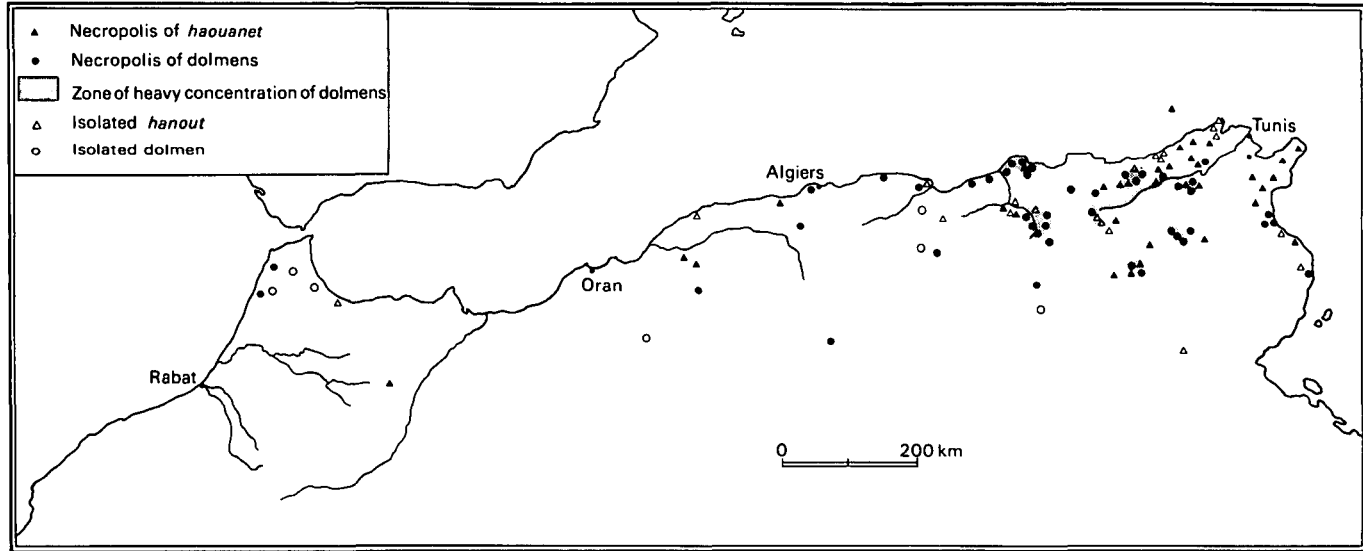 Necropolis of haouanet
Necropolis of dolmens
Zone of heavy concentration of dolmens
Isolated hanout
Isolated dolmen
Tunis
Algiers
Oran
Rabat
0 200 km